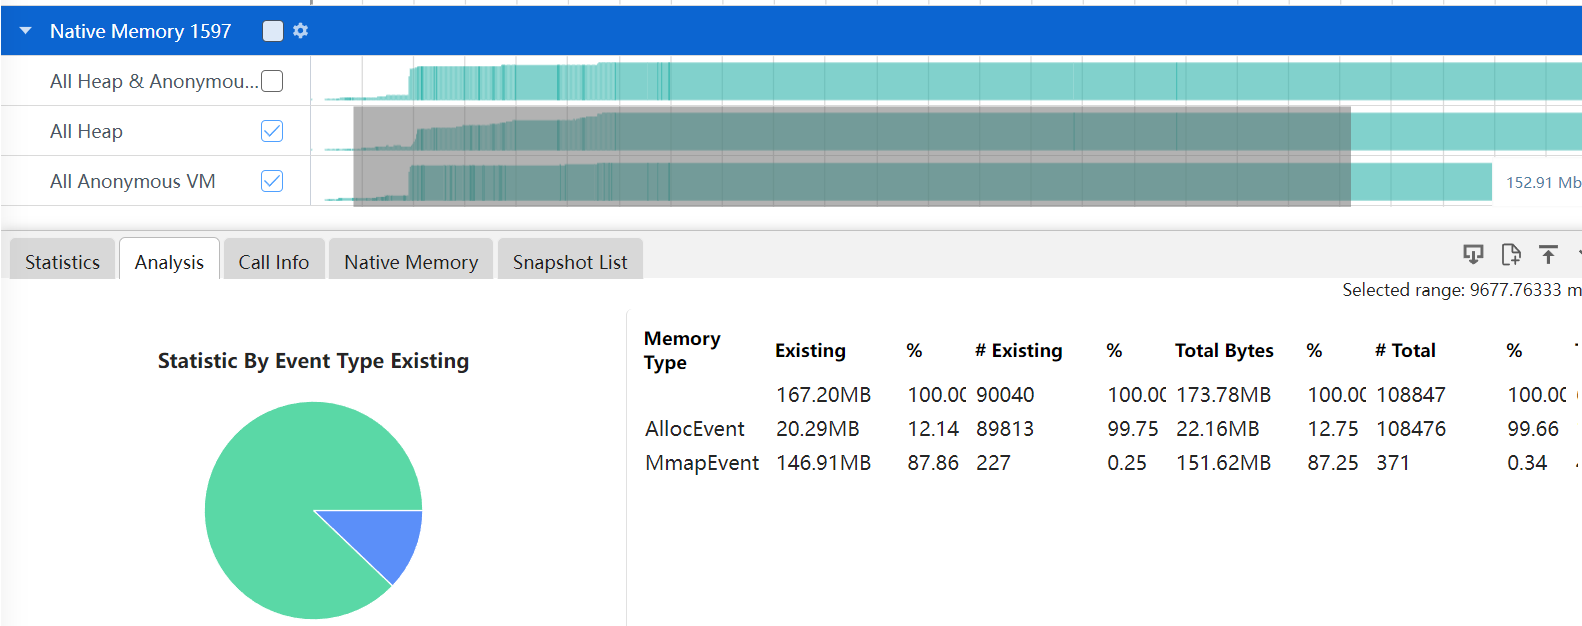 Native Memory 1597
All Heap & Anonymou...
All Heap
All Anonymous VM
152.91 Mb
Statistics Analysis Call Info Native Memory Snapshot List
Selected range: 9677.76333 m
Statistic By Event Type Existing
Memory Type Existing % # Existing % Total Bytes % # Total %
167.20MB 100.00 90040 100.00 173.78MB 100.00 108847 100.00
AllocEvent 20.29MB 12.14 89813 99.75 22.16MB 12.75 108476 99.66
MmapEvent 146.91MB 87.86 227 0.25 151.62MB 87.25 371 0.34